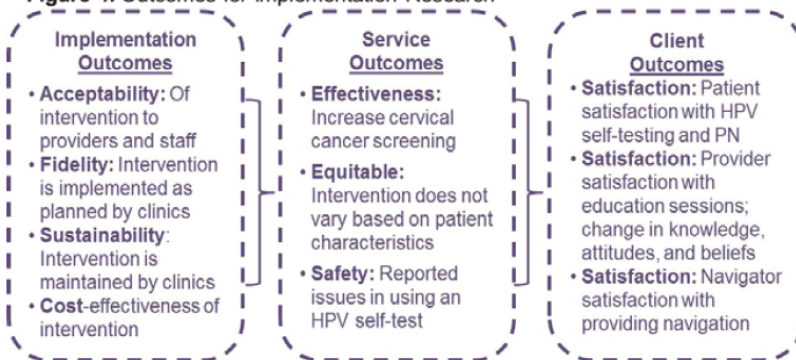 Figure 4. Outcomes for Implementation Research
Implementation
Outcomes
• Acceptability: Of
intervention to
providers and staff
• Fidelity: Intervention
is implemented as
planned by clinics
• Sustainability:
Intervention is
maintained by clinics
• Cost-effectiveness of
intervention
Service
Outcomes
• Effectiveness:
Increase cervical
cancer screening
• Equitable:
Intervention does not
vary based on patient
characteristics
• Safety: Reported
issues in using an
HPV self-test
Client
Outcomes
• Satisfaction: Patient
satisfaction with HPV
self-testing and PN
• Satisfaction: Provider
satisfaction with
education sessions;
change in knowledge,
attitudes, and beliefs
• Satisfaction: Navigator
satisfaction with
providing navigation